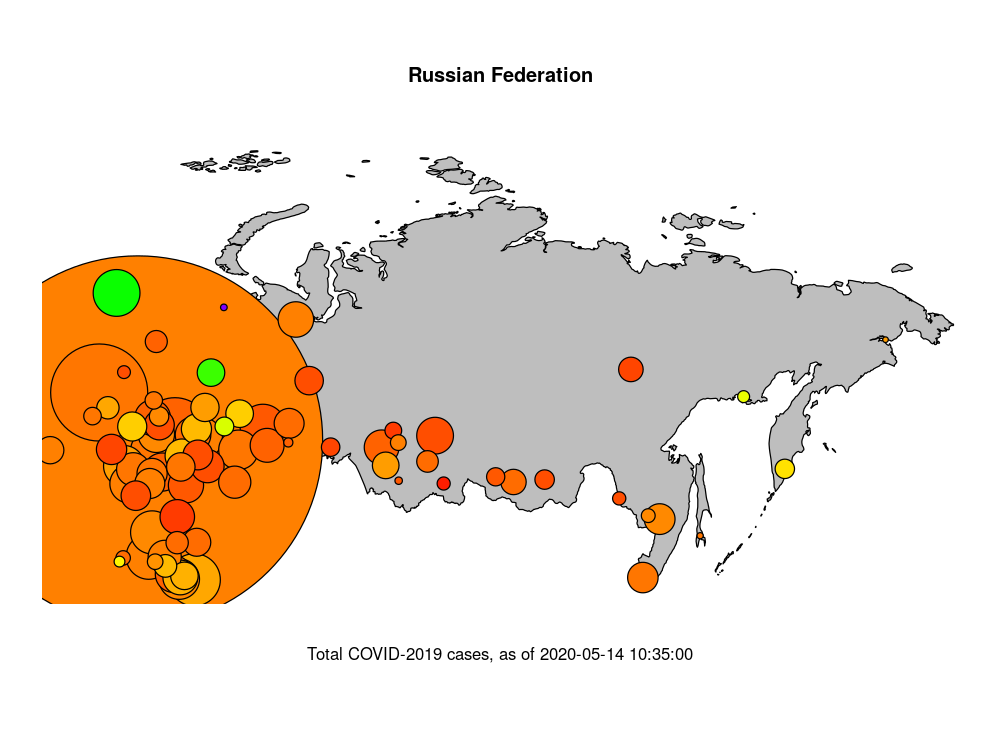 Russian Federation
Total COVID-2019 cases, as of 2020-05-14 10:35:00